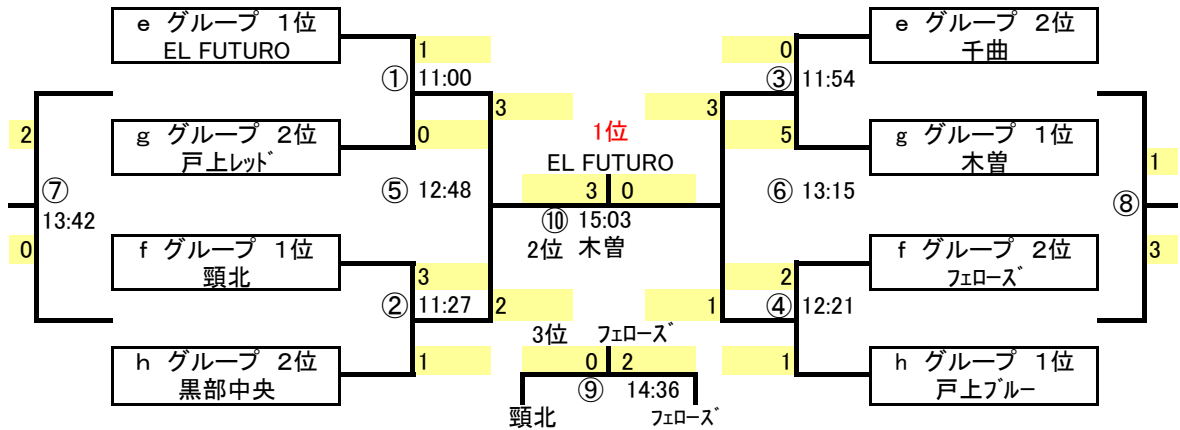 e グループ 1位
EL FUTURO
1
① 11:00
0
g グループ 2位
戸上レッド
2
⑦
13:42
0
f グループ 1位
頸北
3
② 11:27
1
h グループ 2位
黒部中央
3
⑤ 12:48
2
1位
EL FUTURO
3 0
⑩ 15:03
2位 木曽
3位 フェローズ
0 2
⑨ 14:36
頸北 フェローズ
3
⑥ 13:15
1
e グループ 2位
千曲
0
③ 11:54
5
g グループ 1位
木曽
1
⑧
3
f グループ 2位
フェローズ
2
④ 12:21
1
h グループ 1位
戸上ブルー